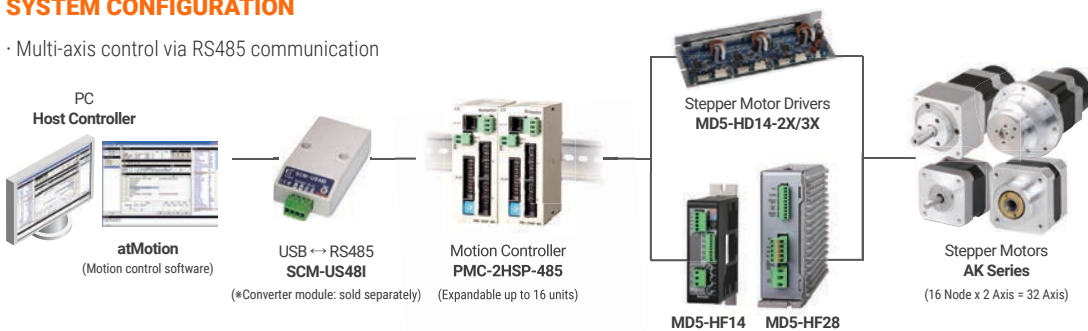 SYSTEM CONFIGURATION
· Multi-axis control via RS485 communication
PC
Host Controller
atMotion
(Motion control software)
SCM-US48I
USB ↔ RS485
SCM-US48I
(※Converter module: sold separately)
Motion Controller
PMC-2HSP-485
(Expandable up to 16 units)
Stepper Motor Drivers
MD5-HD14-2X/3X
MD5-HF14
MD5-HF28
Stepper Motors
AK Series
(16 Node x 2 Axis = 32 Axis)